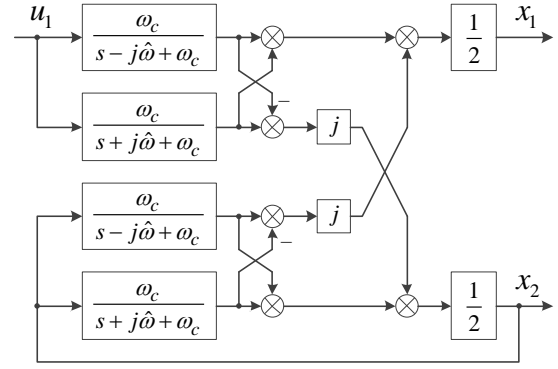 u₁
ω_c
s − jω̂ + ω_c
1
2
x₁
ω_c
s + jω̂ + ω_c
−
j
ω_c
s − jω̂ + ω_c
−
j
ω_c
s + jω̂ + ω_c
1
2
x₂